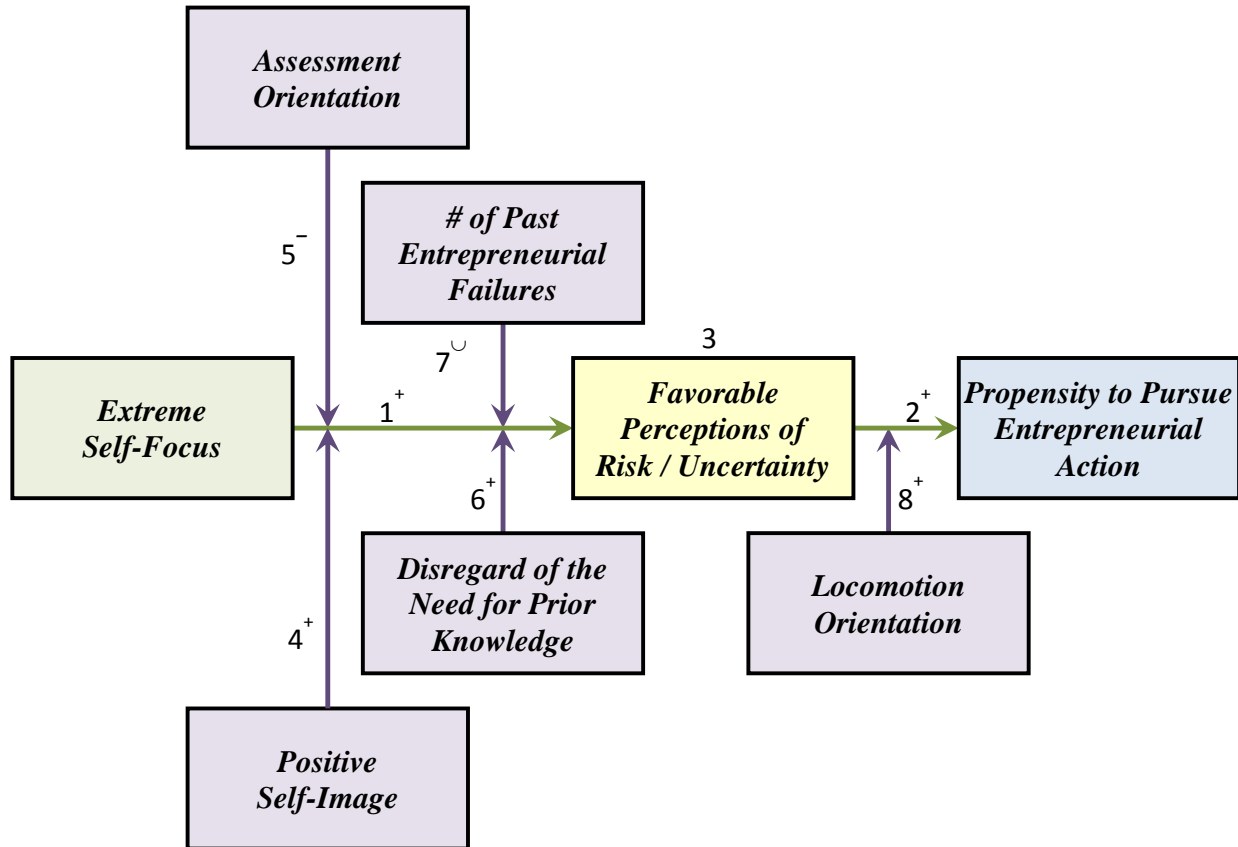 Assessment
Orientation
# of Past
Entrepreneurial
Failures
5⁻
7◡
3
Extreme
Self-Focus
1⁺
Favorable
Perceptions of
Risk / Uncertainty
2⁺
Propensity to Pursue
Entrepreneurial
Action
6⁺
8⁺
Disregard of the
Need for Prior
Knowledge
Locomotion
Orientation
4⁺
Positive
Self-Image